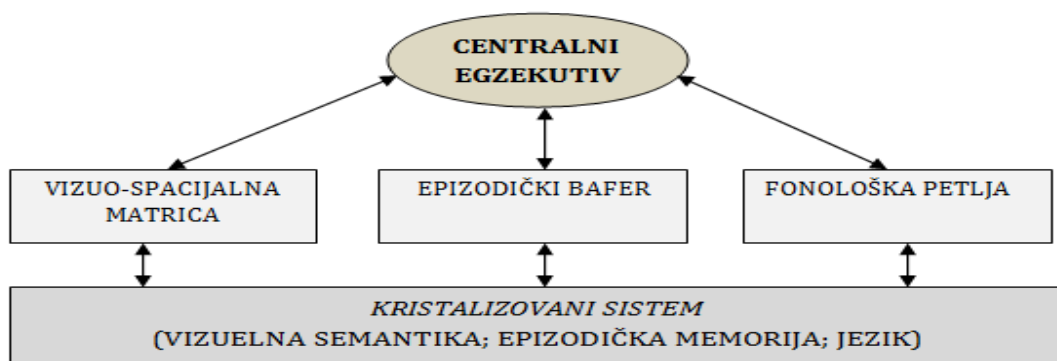 CENTRALNI
EGZEKUTIV
VIZUO-SPACIJALNA
MATRICA
EPIZODIČKI BAFER
FONOLOŠKA PETLJA
KRISTALIZOVANI SISTEM
(VIZUELNA SEMANTIKA; EPIZODIČKA MEMORIJA; JEZIK)